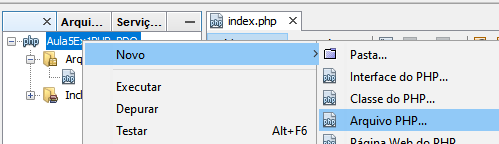 Arqui... Serviç... index.php
php Aula5Ex1PHP_PDO
Novo
Pasta...
Arq
Interface do PHP...
php
Executar
Classe do PHP...
Incl
Depurar
Arquivo PHP...
Testar Alt+F6
Página Web do PHP